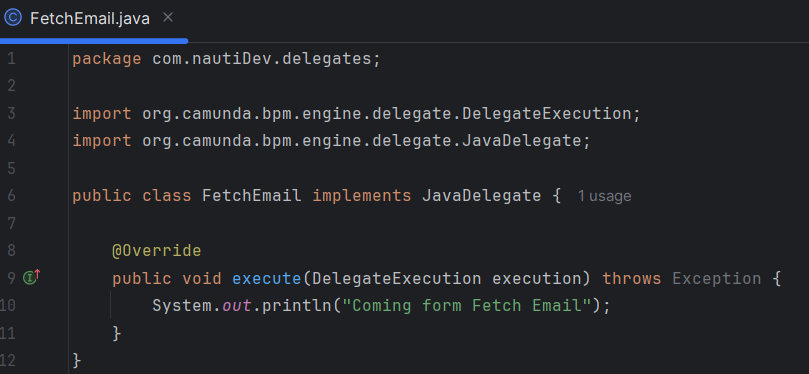 FetchEmail.java
1 package com.nautiDev.delegates;
2
3 import org.camunda.bpm.engine.delegate.DelegateExecution;
4 import org.camunda.bpm.engine.delegate.JavaDelegate;
5
6 public class FetchEmail implements JavaDelegate { 1 usage
7
8 @Override
9 public void execute(DelegateExecution execution) throws Exception {
10 System.out.println("Coming form Fetch Email");
11 }
12 }